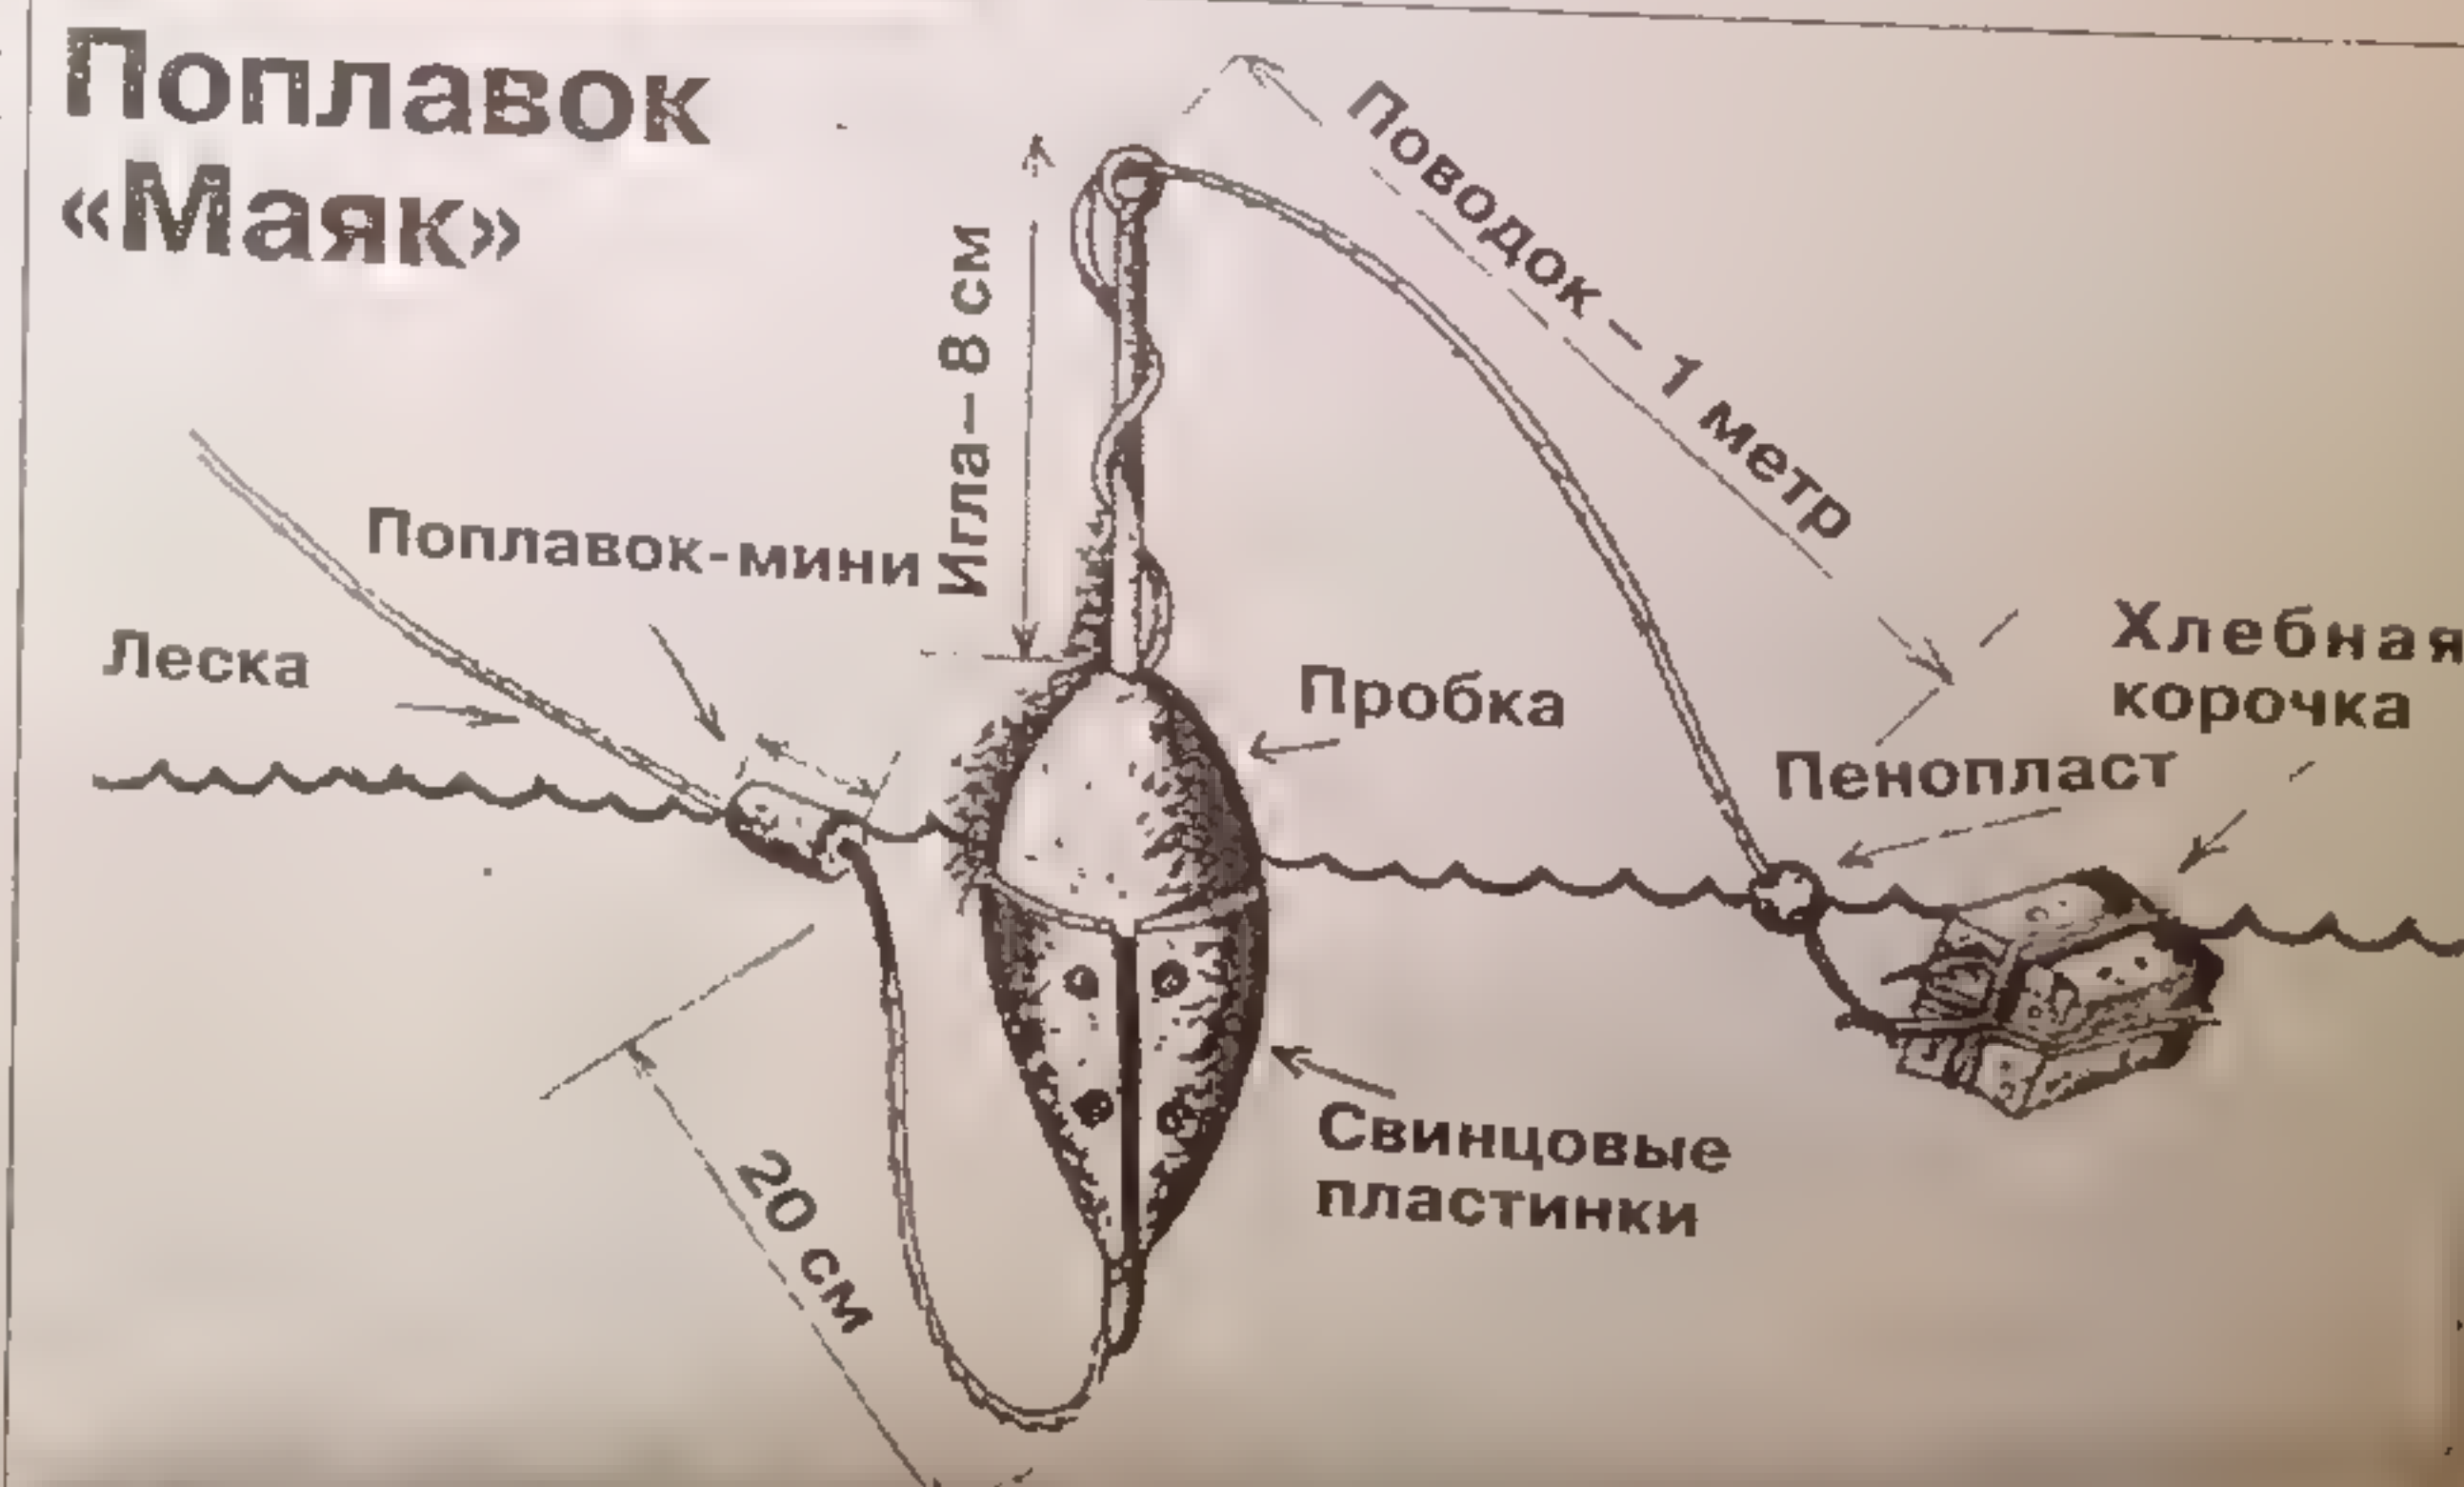 Поплавок
«Маяк»
Поводок – 1 метр
Игла – 8 см
Поплавок-мини
Леска
Пробка
Хлебная
корочка
Пенопласт
Свинцовые
пластинки
20 см